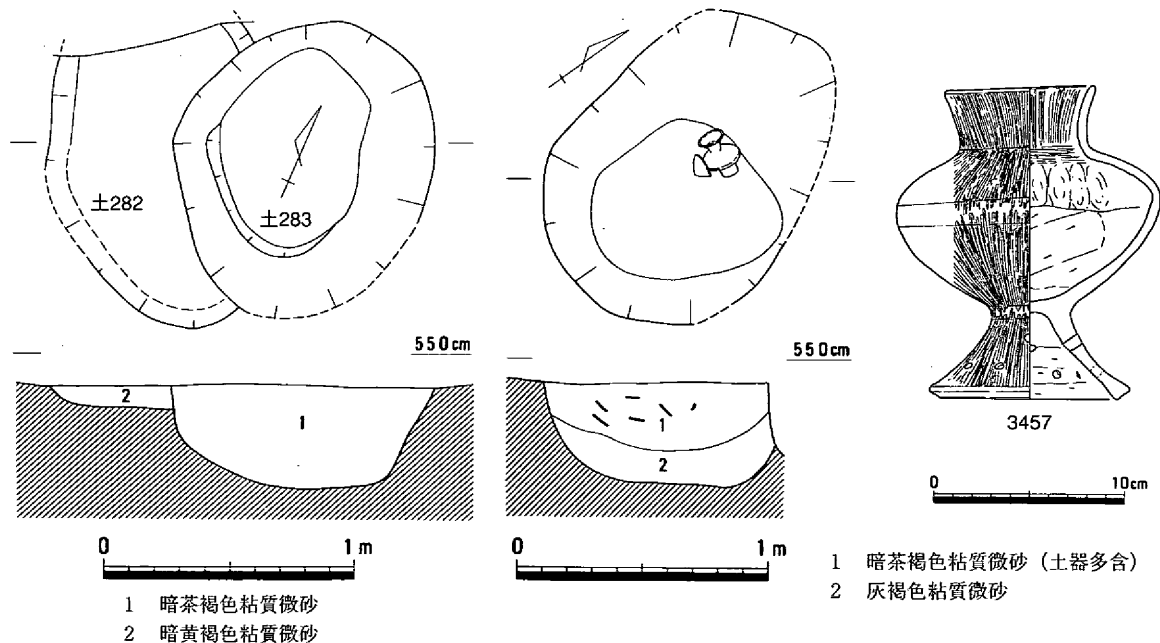 土282
土283
550cm
2
1
0 1m
1 暗茶褐色粘質微砂
2 暗黄褐色粘質微砂
550cm
1
2
0 1m
3457
0 10cm
1 暗茶褐色粘質微砂（土器多含）
2 灰褐色粘質微砂